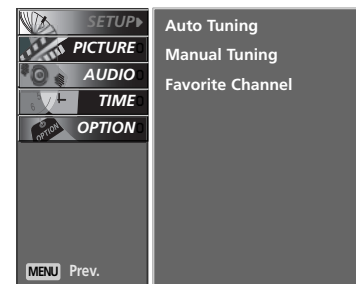 SETUP
PICTURE
AUDIO
TIME
OPTION
MENU Prev.
Auto Tuning
Manual Tuning
Favorite Channel